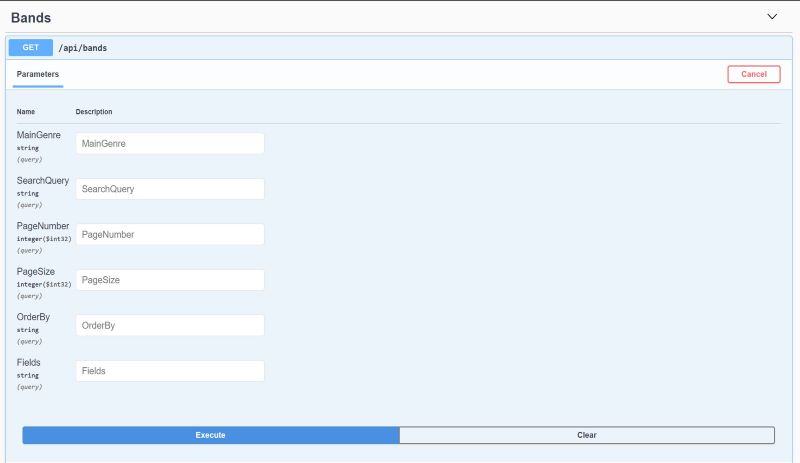 Bands
GET /api/bands
Parameters Cancel
Name Description
MainGenre
string
(query)
MainGenre
SearchQuery
string
(query)
SearchQuery
PageNumber
integer($int32)
(query)
PageNumber
PageSize
integer($int32)
(query)
PageSize
OrderBy
string
(query)
OrderBy
Fields
string
(query)
Fields
Execute Clear